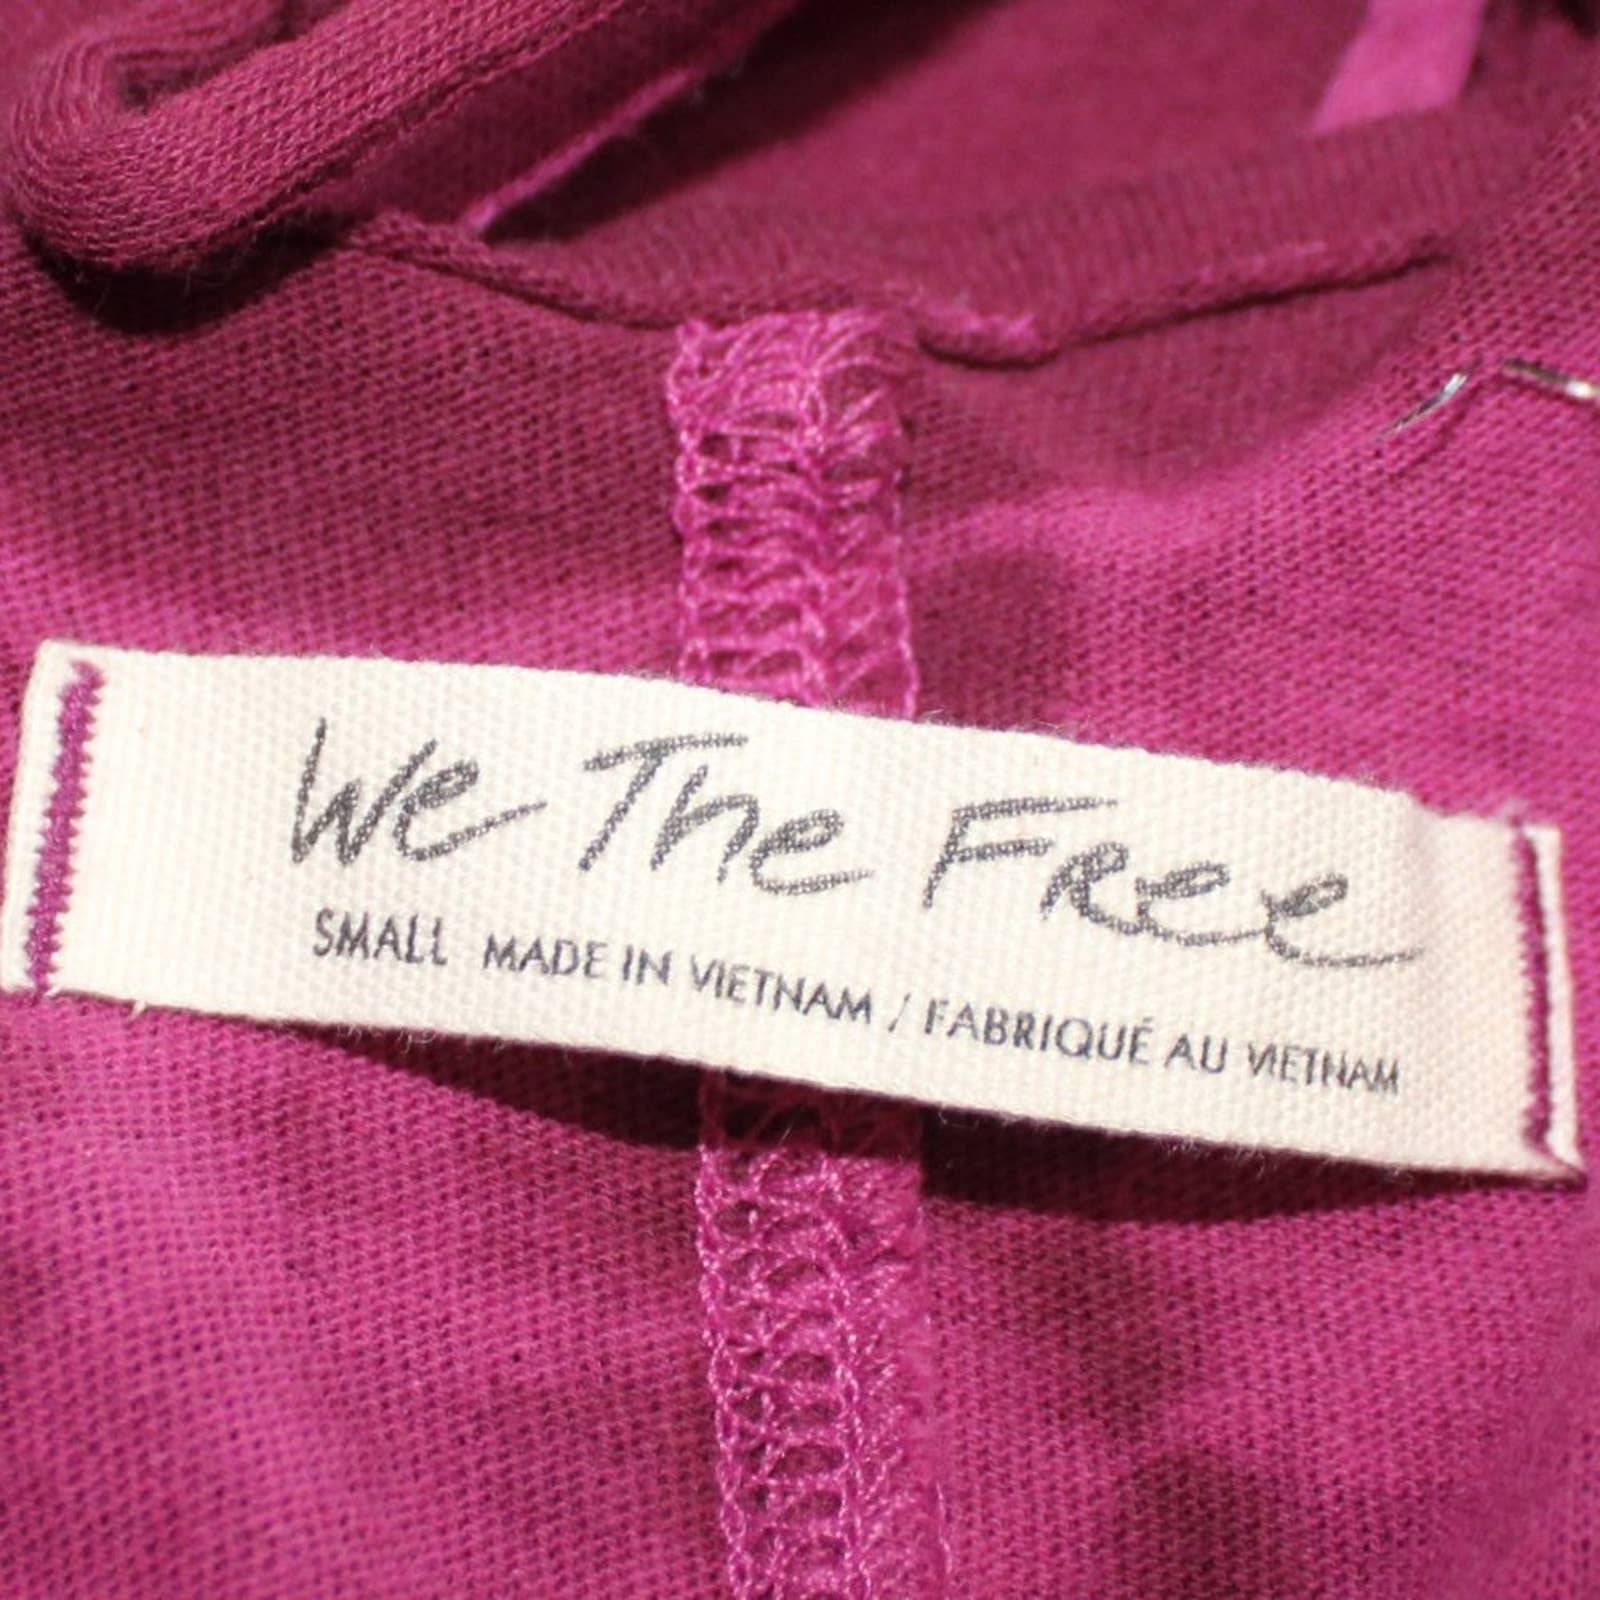 We The Free
SMALL MADE IN VIETNAM / FABRIQUÉ AU VIETNAM